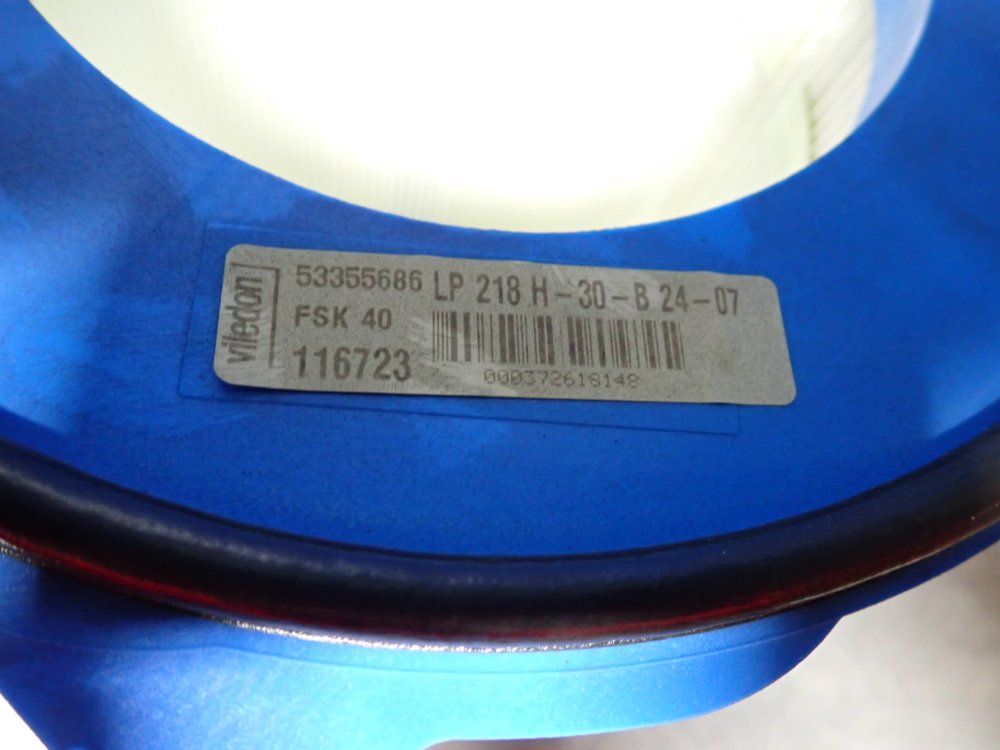 viledon
53355686 LP 218 H-30-B 24-07
FSK 40
116723
000372618148